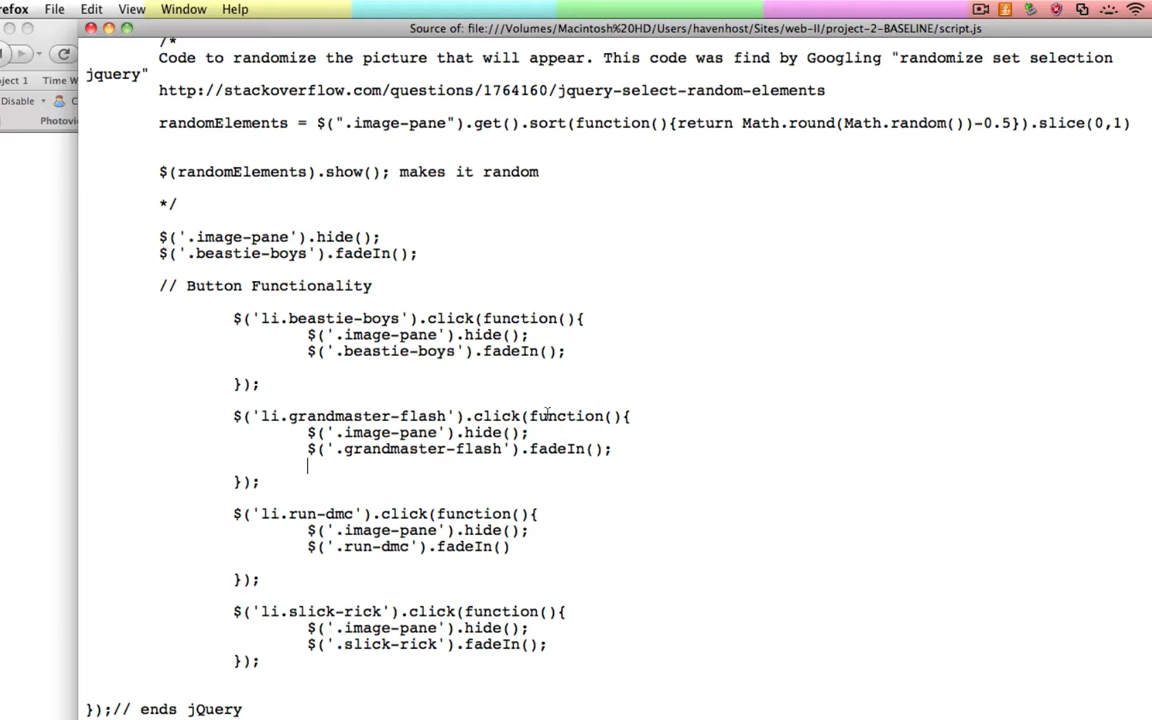 refox File Edit View Window Help
Source of: file:///Volumes/Macintosh%20HD/Users/havenhost/Sites/web-II/project-2-BASELINE/script.js
ject 1 Time W
Disable
Photovi
/*
Code to randomize the picture that will appear. This code was find by Googling "randomize set selection
jquery"
http://stackoverflow.com/questions/1764160/jquery-select-random-elements
randomElements = $(".image-pane").get().sort(function(){return Math.round(Math.random())-0.5}).slice(0,1)
$(randomElements).show(); makes it random
*/
$('.image-pane').hide();
$('.beastie-boys').fadeIn();
// Button Functionality
$('li.beastie-boys').click(function(){
$('.image-pane').hide();
$('.beastie-boys').fadeIn();
});
$('li.grandmaster-flash').click(function(){
$('.image-pane').hide();
$('.grandmaster-flash').fadeIn();
});
$('li.run-dmc').click(function(){
$('.image-pane').hide();
$('.run-dmc').fadeIn()
});
$('li.slick-rick').click(function(){
$('.image-pane').hide();
$('.slick-rick').fadeIn();
});
});// ends jQuery